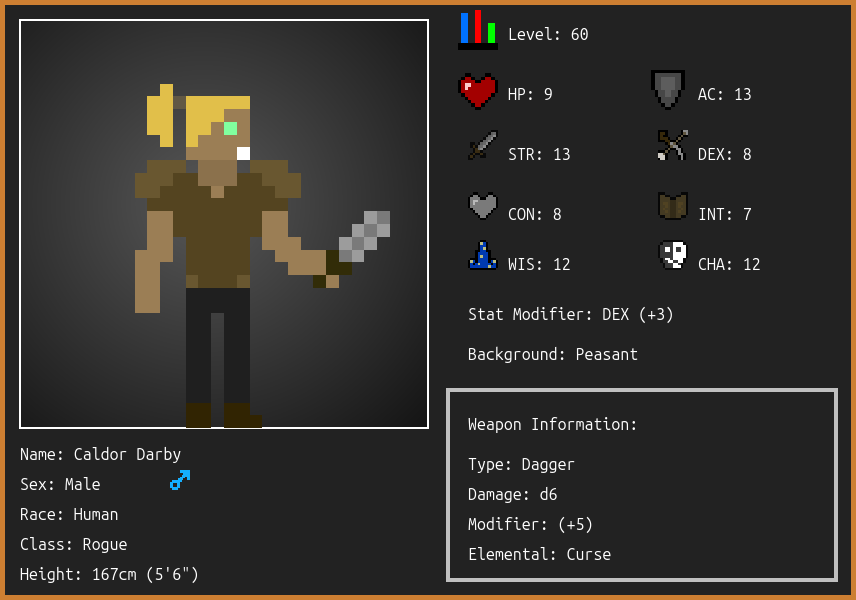 Level: 60
HP: 9
AC: 13
STR: 13
DEX: 8
CON: 8
INT: 7
WIS: 12
CHA: 12
Stat Modifier: DEX (+3)
Background: Peasant
Weapon Information:
Type: Dagger
Damage: d6
Modifier: (+5)
Elemental: Curse
Name: Caldor Darby
Sex: Male
Race: Human
Class: Rogue
Height: 167cm (5'6")